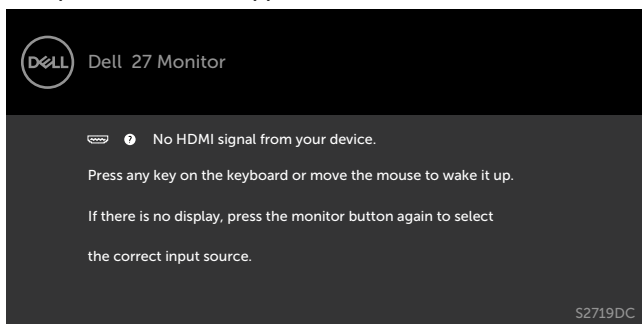 DELL
Dell 27 Monitor
No HDMI signal from your device.
Press any key on the keyboard or move the mouse to wake it up.
If there is no display, press the monitor button again to select
the correct input source.
S2719DC